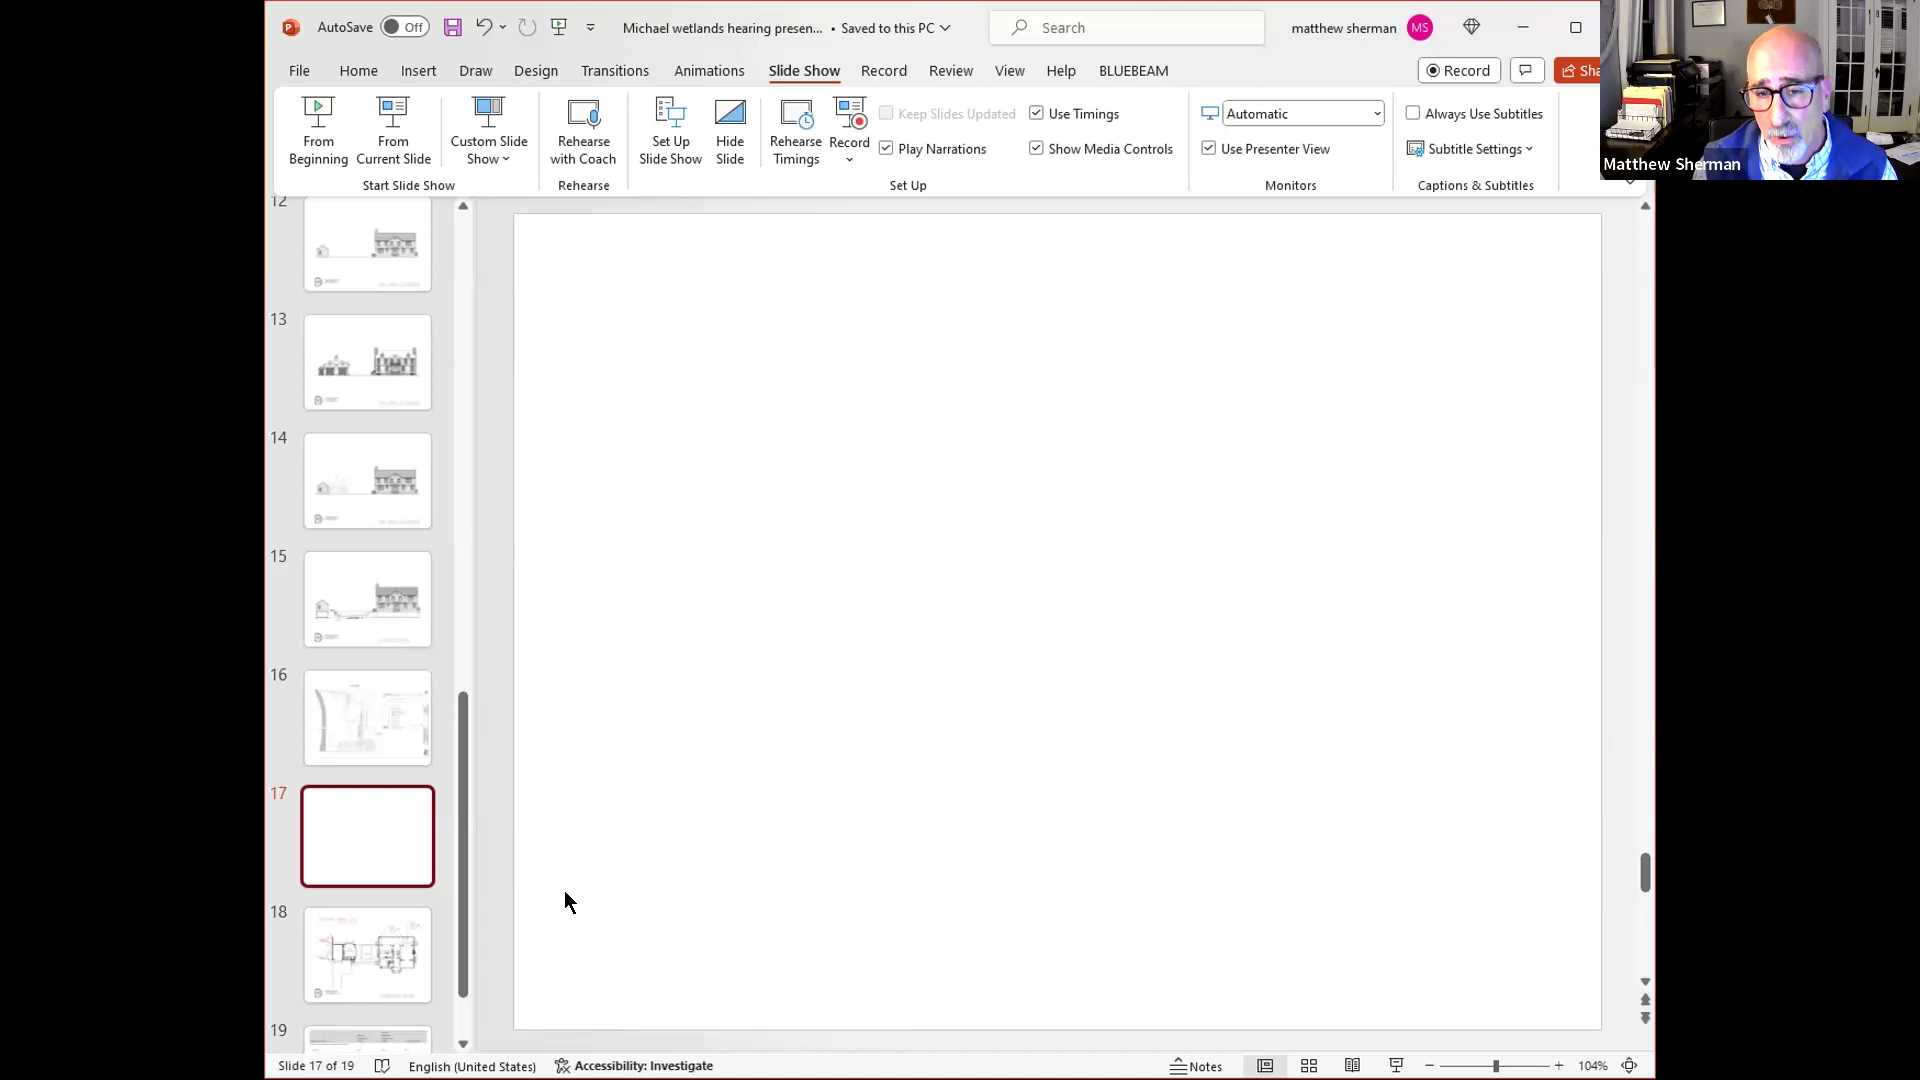 AutoSave Off Michael wetlands hearing presen... • Saved to this PC Search matthew sherman MS
File Home Insert Draw Design Transitions Animations Slide Show Record Review View Help BLUEBEAM Record Sha
From Beginning
From Current Slide
Custom Slide Show
Start Slide Show
Rehearse with Coach
Rehearse
Set Up Slide Show
Hide Slide
Rehearse Timings
Record
Keep Slides Updated
Play Narrations
Use Timings
Show Media Controls
Set Up
Automatic
Use Presenter View
Monitors
Always Use Subtitles
Subtitle Settings
Captions & Subtitles
Matthew Sherman
12
13
14
15
16
17
18
19
Slide 17 of 19 English (United States) Accessibility: Investigate Notes 104%